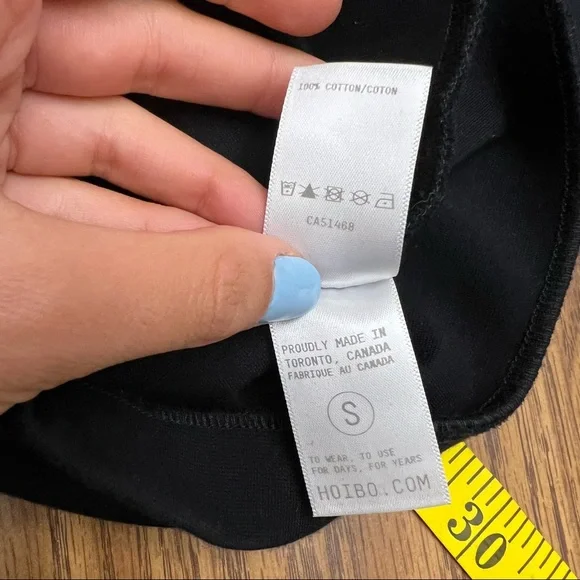 100% COTTON/COTON
CA51468
PROUDLY MADE IN
TORONTO, CANADA
FABRIQUE AU CANADA
S
TO WEAR. TO USE
FOR DAYS, FOR YEARS
HOIBO.COM
30